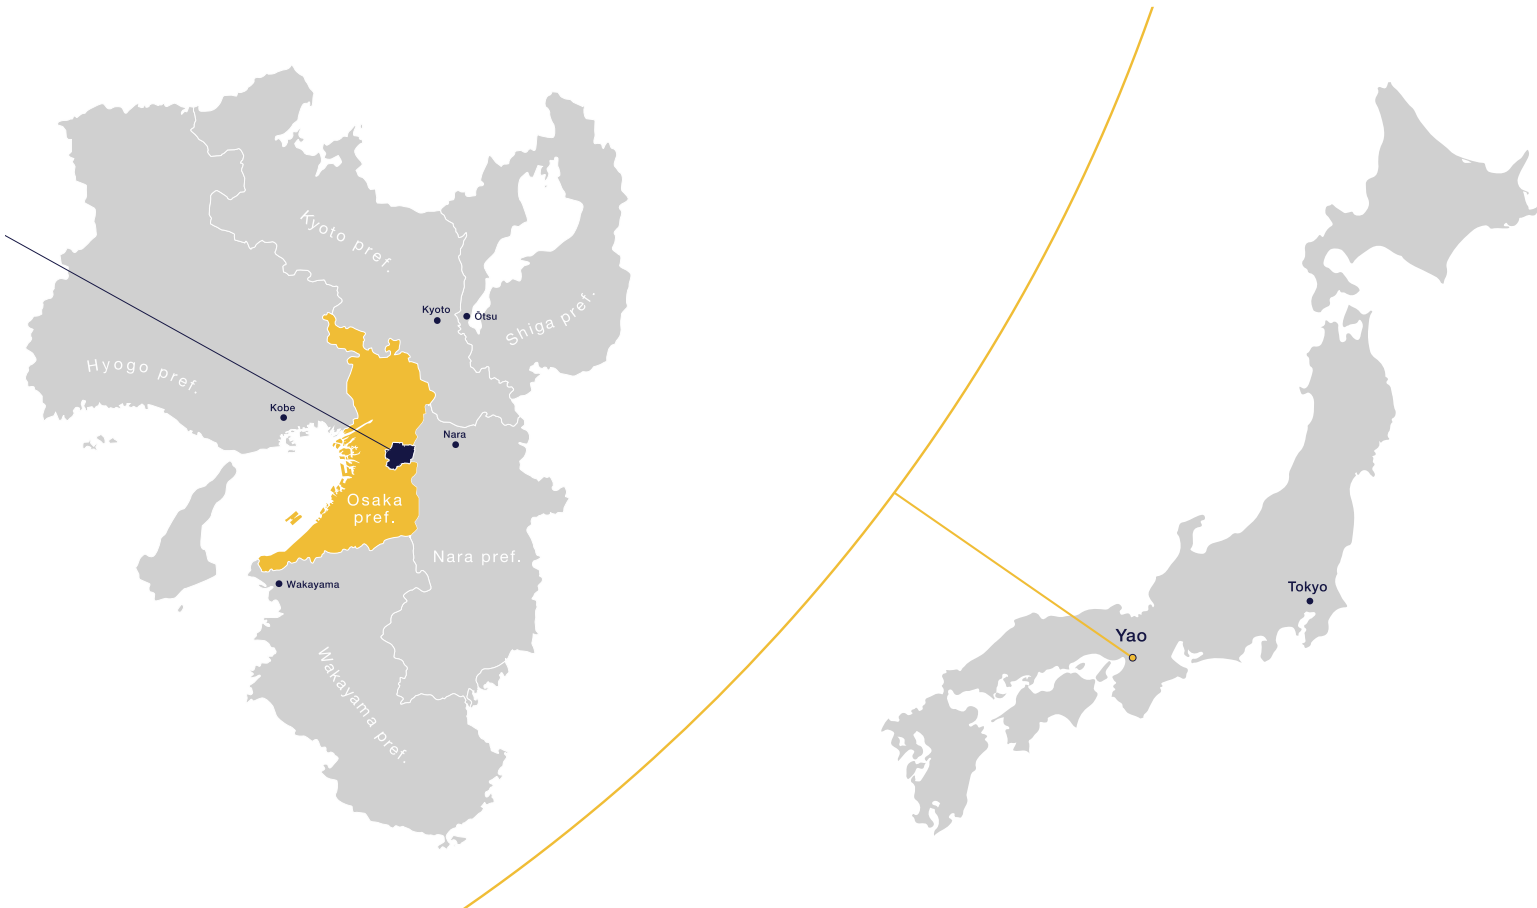 Kyoto pref.
Kyoto
Ōtsu
Shiga pref.
Hyogo pref.
Kobe
Nara
Osaka
pref.
Nara pref.
Wakayama
Wakayama pref.
Tokyo
Yao